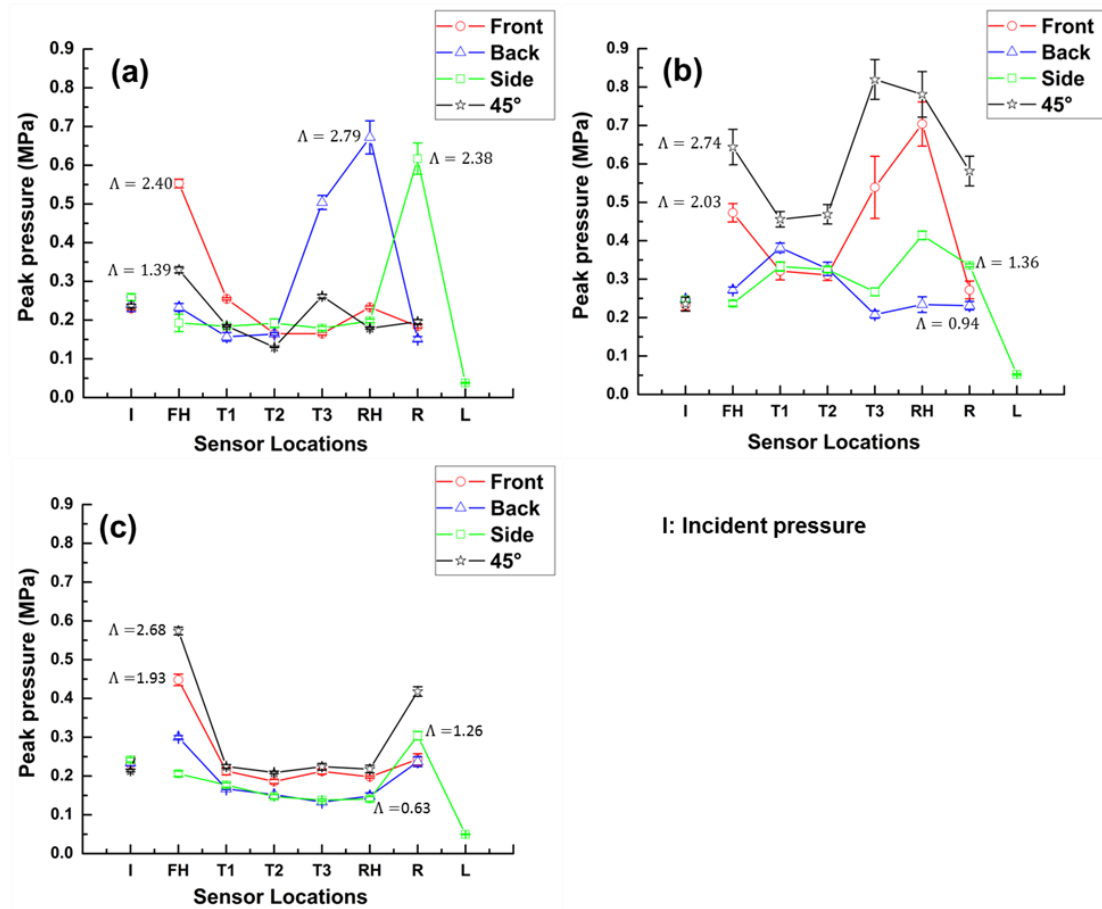 (a)
Front
Back
Side
45°
Peak pressure (MPa)
0.9
0.8
0.7
0.6
0.5
0.4
0.3
0.2
0.1
0.0
Λ = 2.40
Λ = 1.39
Λ = 2.79
Λ = 2.38
I FH T1 T2 T3 RH R L
Sensor Locations
(b)
Front
Back
Side
45°
Peak pressure (MPa)
0.9
0.8
0.7
0.6
0.5
0.4
0.3
0.2
0.1
0.0
Λ = 2.74
Λ = 2.03
Λ = 1.36
Λ = 0.94
I FH T1 T2 T3 RH R L
Sensor Locations
(c)
Front
Back
Side
45°
Peak pressure (MPa)
0.9
0.8
0.7
0.6
0.5
0.4
0.3
0.2
0.1
0.0
Λ =2.68
Λ =1.93
Λ =1.26
Λ =0.63
I FH T1 T2 T3 RH R L
Sensor Locations
I: Incident pressure